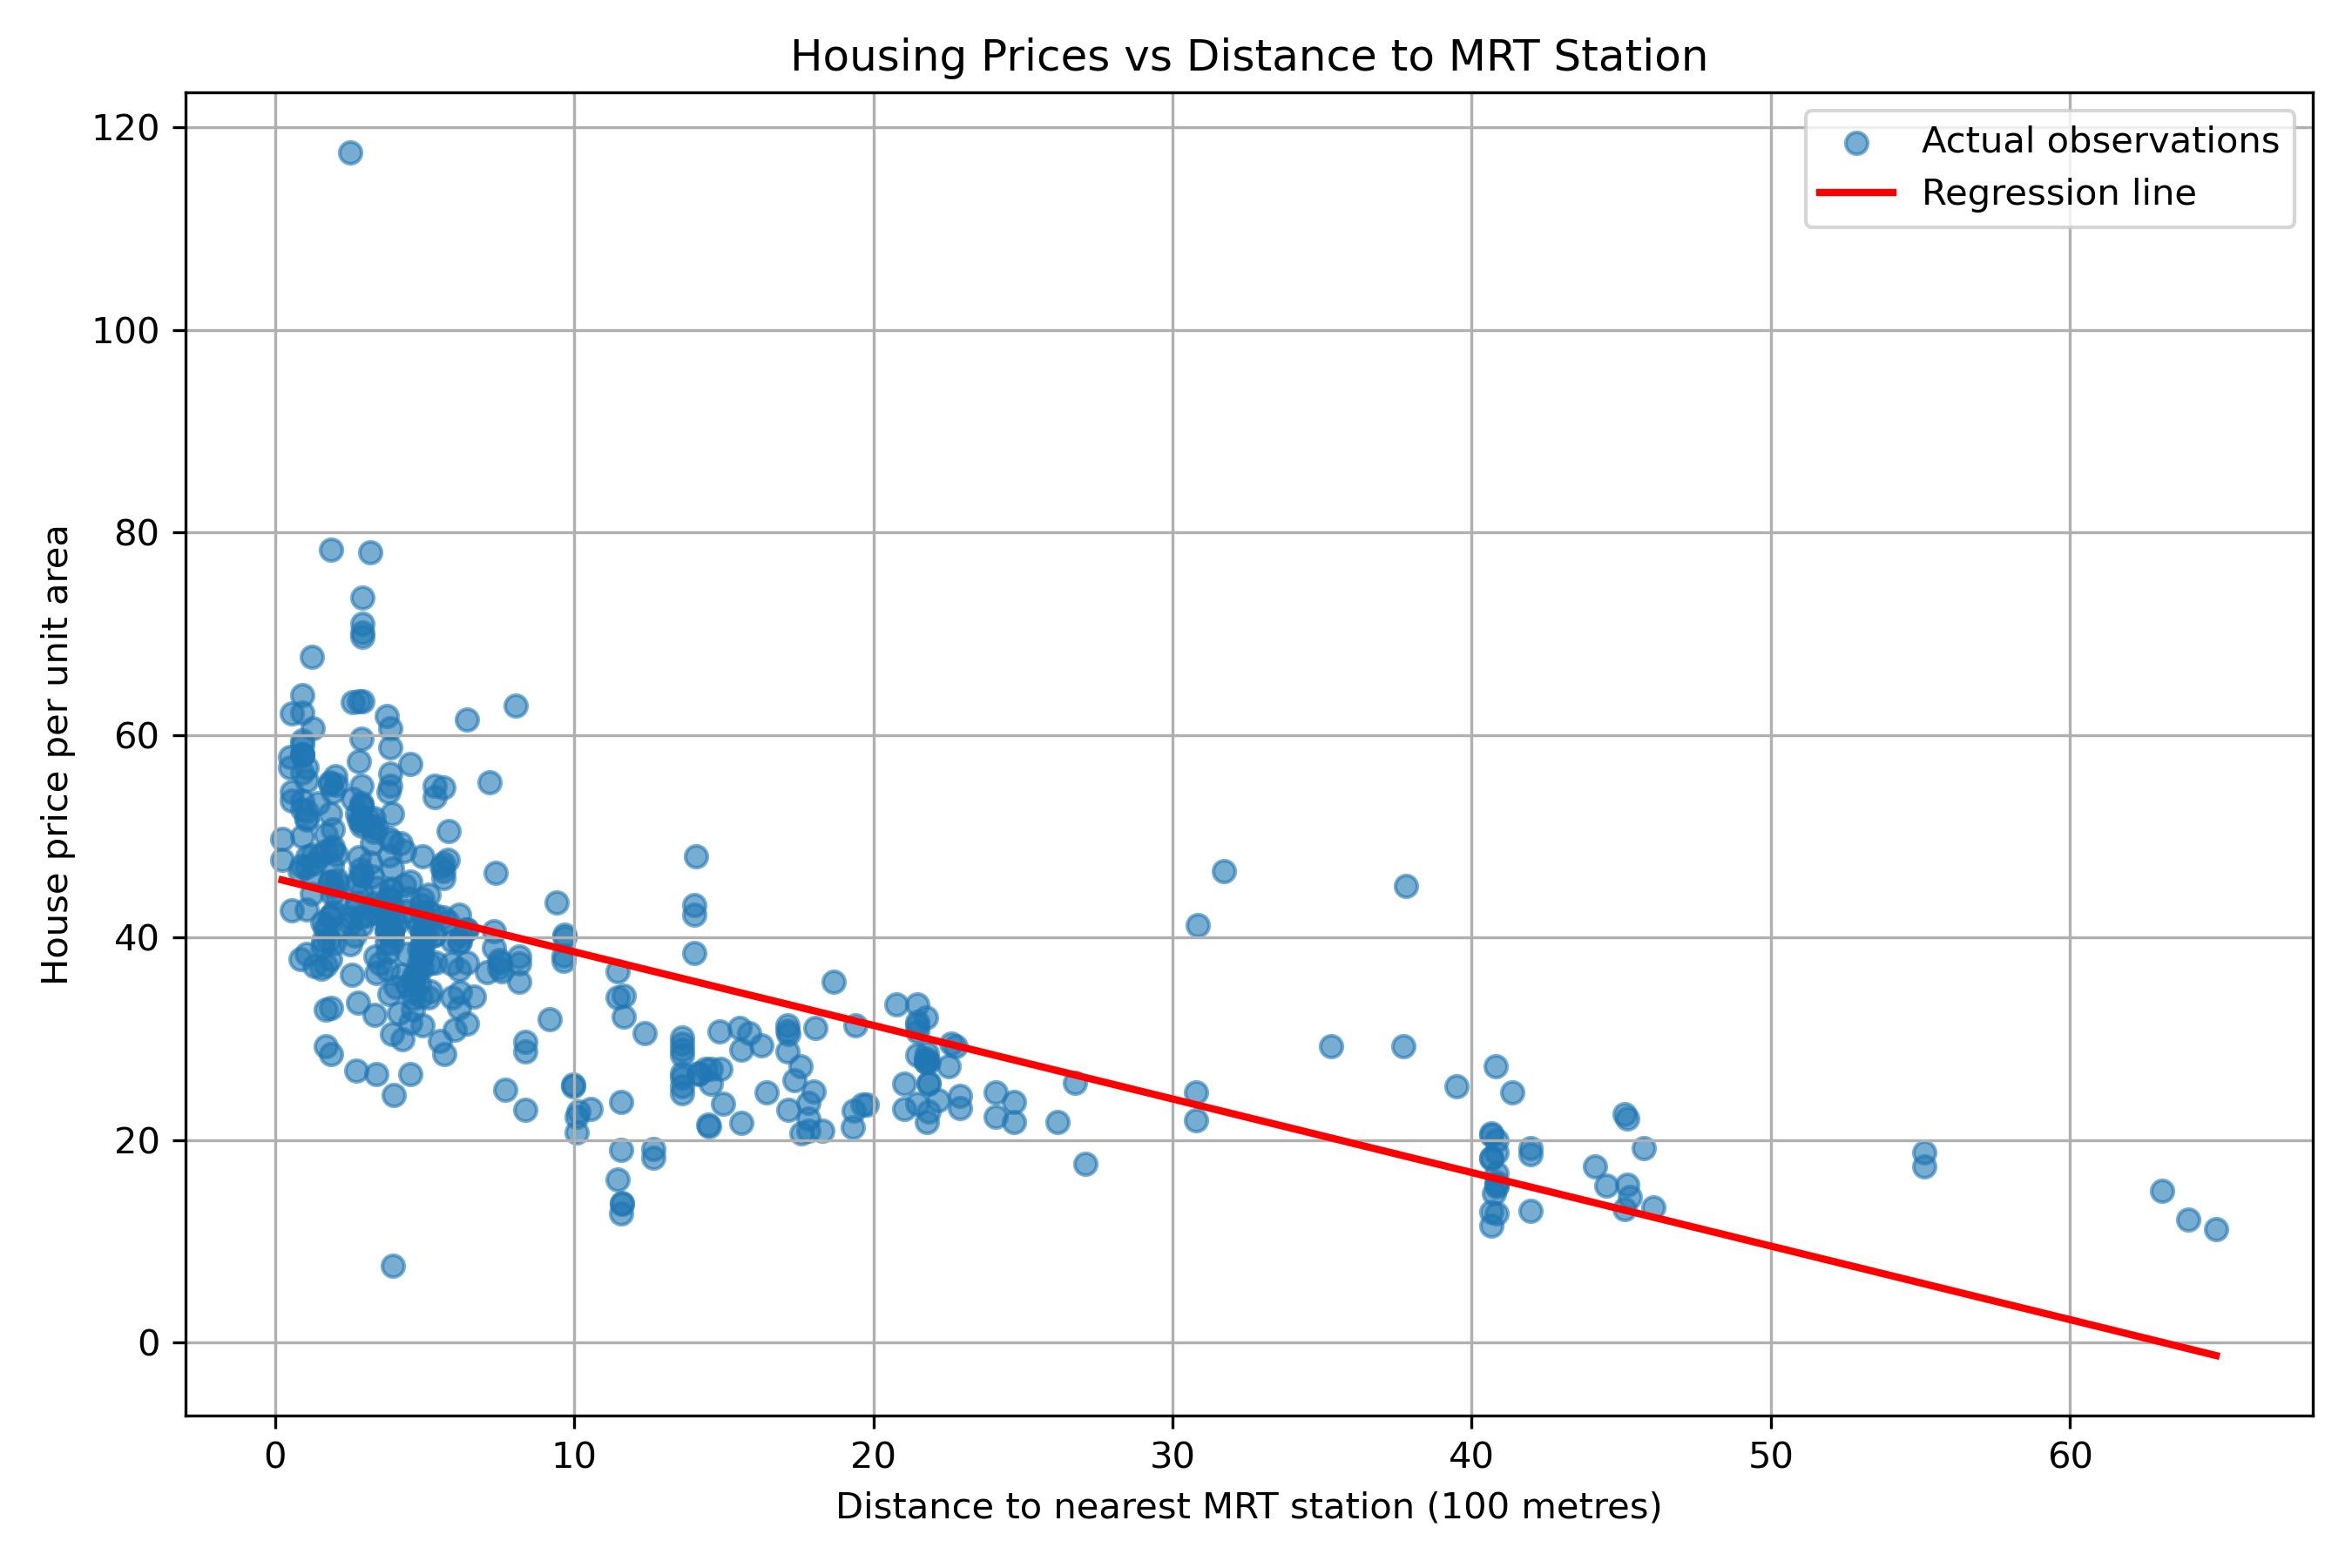 Housing Prices vs Distance to MRT Station
Actual observations
Regression line
House price per unit area
120
100
80
60
40
20
0
0 10 20 30 40 50 60
Distance to nearest MRT station (100 metres)